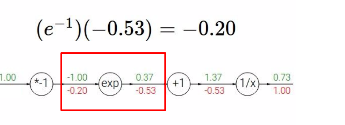 (e⁻¹)(−0.53) = −0.20
1.00 *-1 -1.00 exp 0.37 +1 1.37 1/x 0.73
-0.20 -0.53 -0.53 1.00